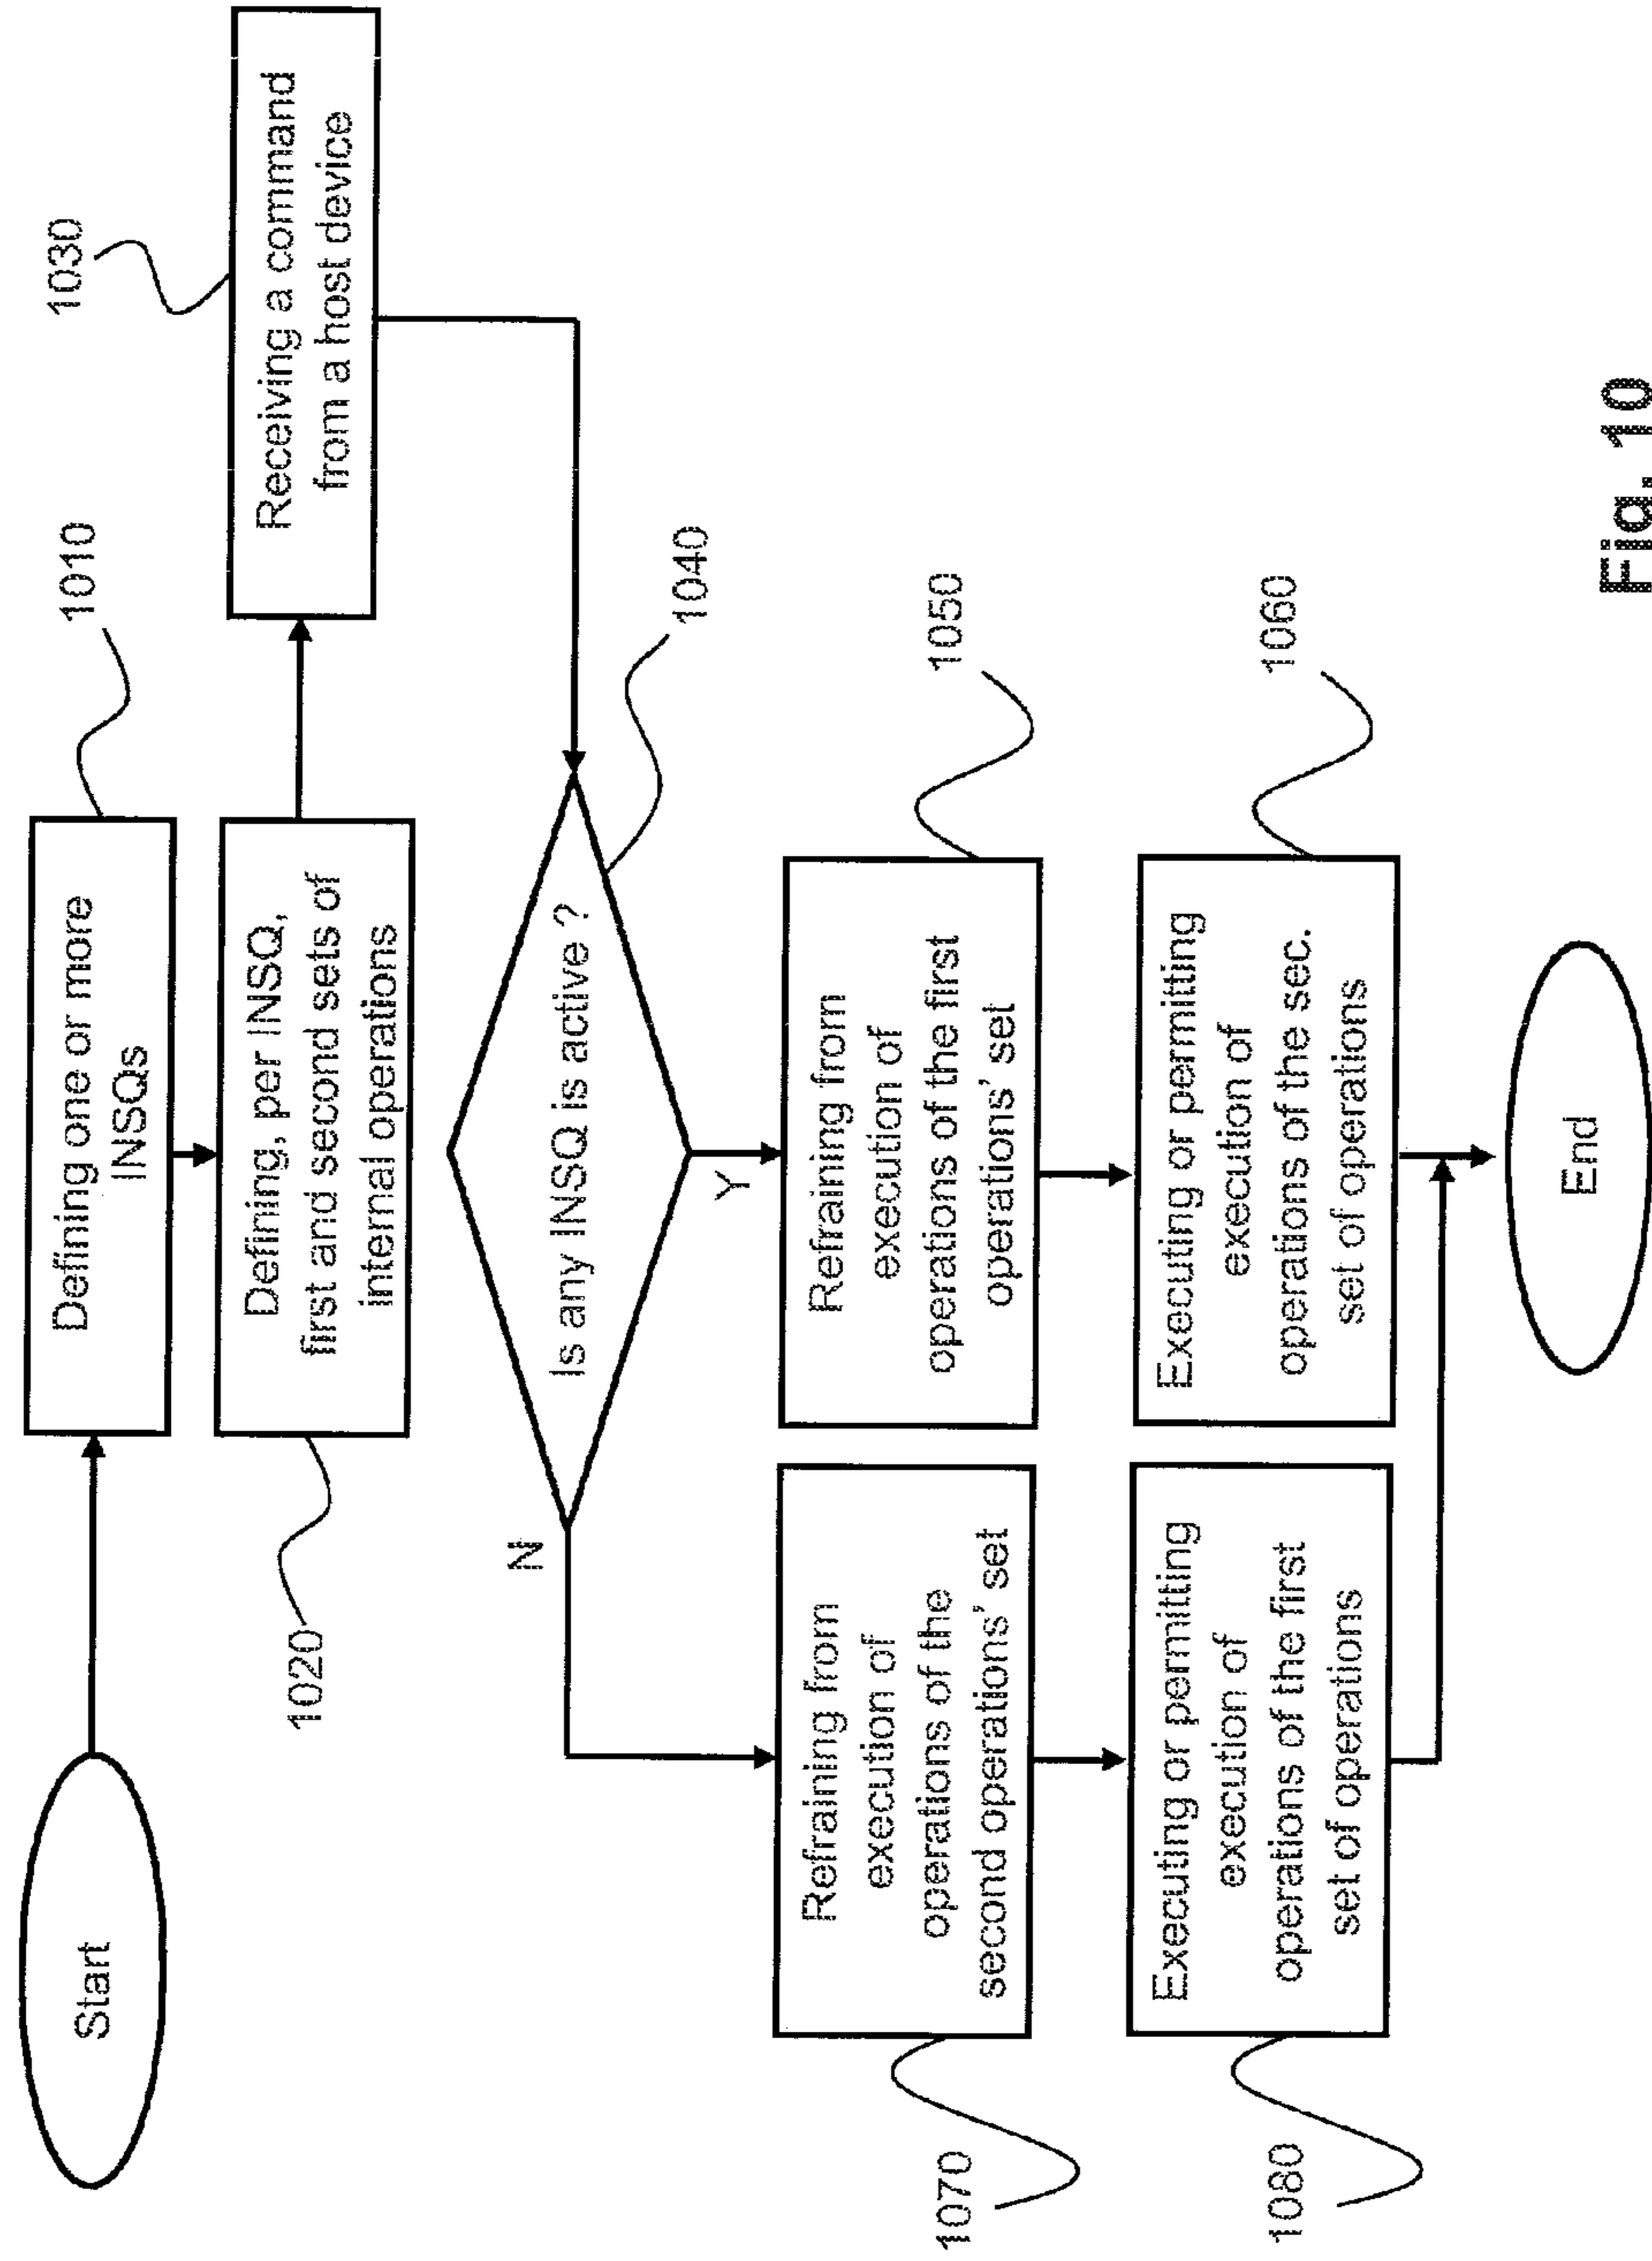 Start
Defining one or more
INSQs
1010
Defining, per INSQ,
first and second sets of
internal operations
1020
Receiving a command
from a host device
1030
Is any INSQ is active ?
1040
N
Y
Refraining from
execution of
operations of the first
operations' set
1050
Executing or permitting
execution of
operations of the sec.
set of operations
1060
Refraining from
execution of
operations of the
second operations' set
1070
Executing or permitting
execution of
operations of the first
set of operations
1080
End
Fig. 10